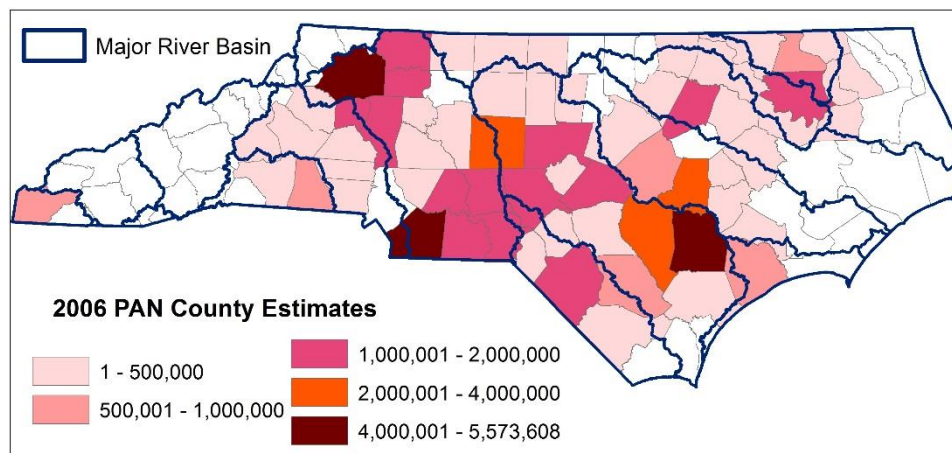 Major River Basin
2006 PAN County Estimates
1 - 500,000
500,001 - 1,000,000
1,000,001 - 2,000,000
2,000,001 - 4,000,000
4,000,001 - 5,573,608